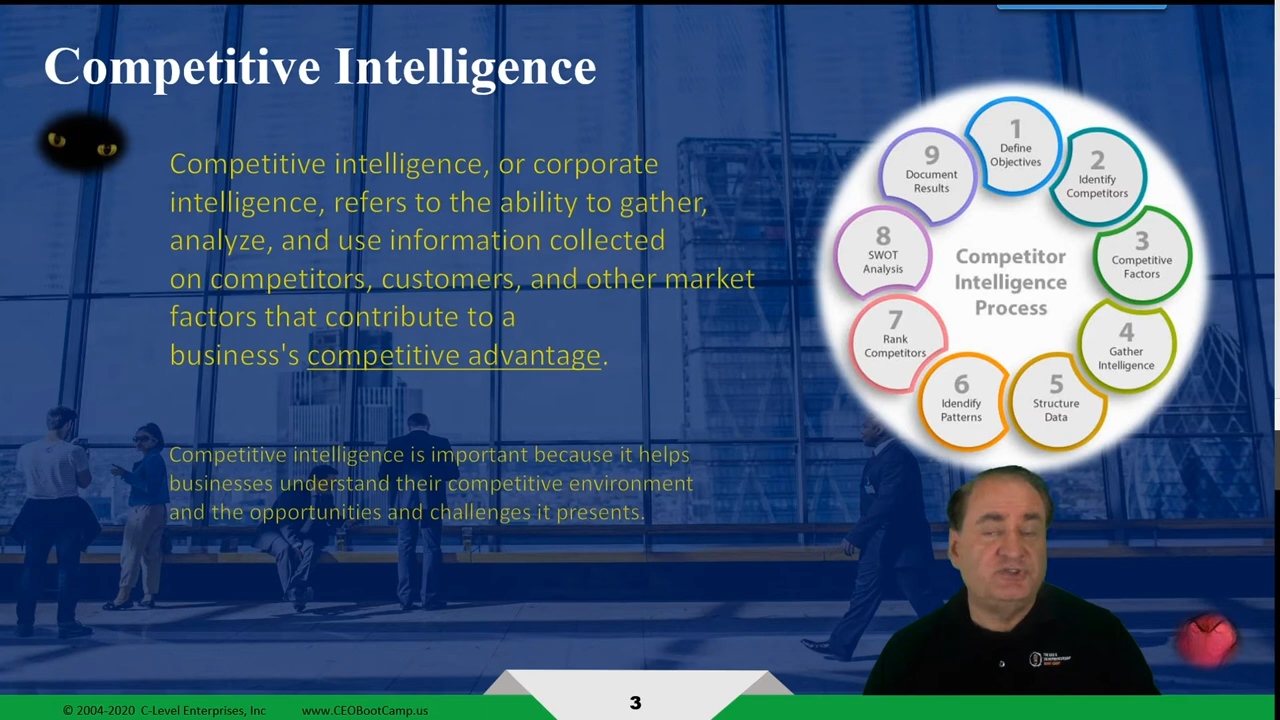 Competitive Intelligence
Competitive intelligence, or corporate
intelligence, refers to the ability to gather,
analyze, and use information collected
on competitors, customers, and other market
factors that contribute to a
business's competitive advantage.
Competitive intelligence is important because it helps
businesses understand their competitive environment
and the opportunities and challenges it presents.
Competitor
Intelligence
Process
1
Define
Objectives
2
Identify
Competitors
3
Competitive
Factors
4
Gather
Intelligence
5
Structure
Data
6
Idendify
Patterns
7
Rank
Competitors
8
SWOT
Analysis
9
Document
Results
© 2004-2020 C-Level Enterprises, Inc
www.CEOBootCamp.us
3